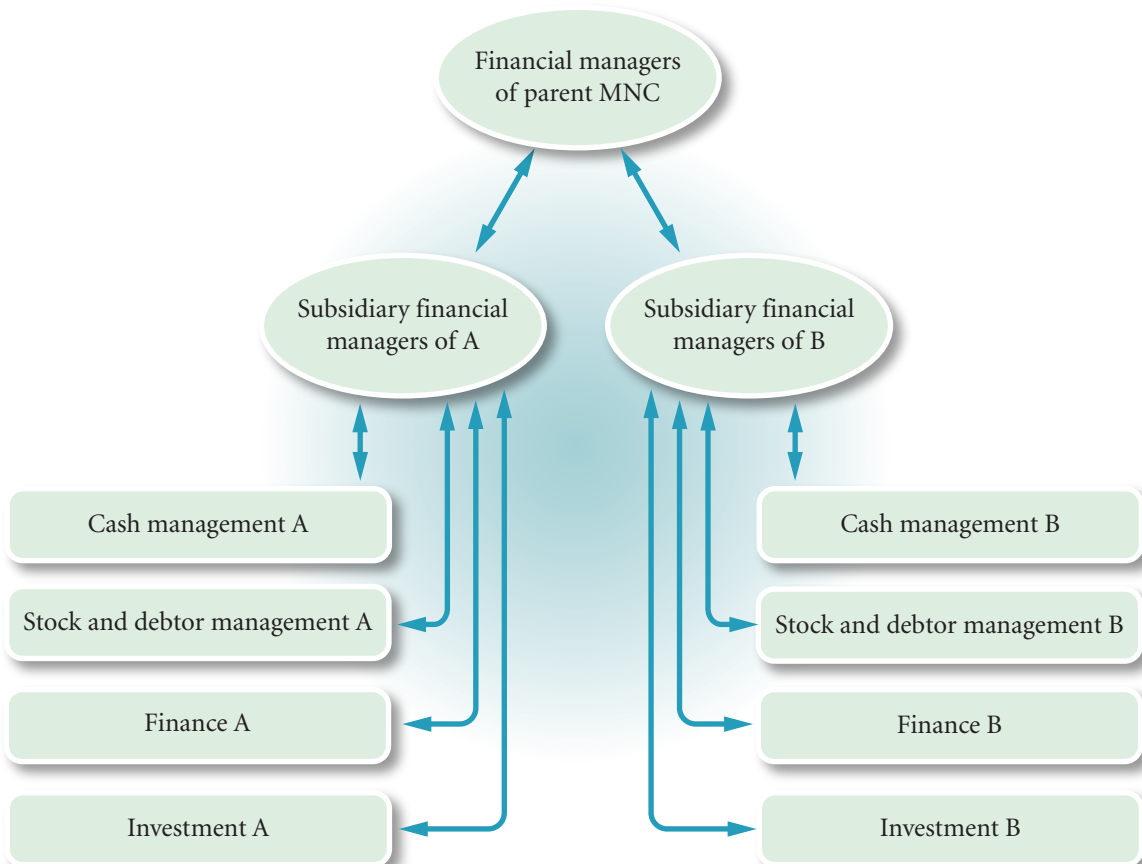 Financial managers
of parent MNC
Subsidiary financial
managers of A
Subsidiary financial
managers of B
Cash management A
Cash management B
Stock and debtor management A
Stock and debtor management B
Finance A
Finance B
Investment A
Investment B